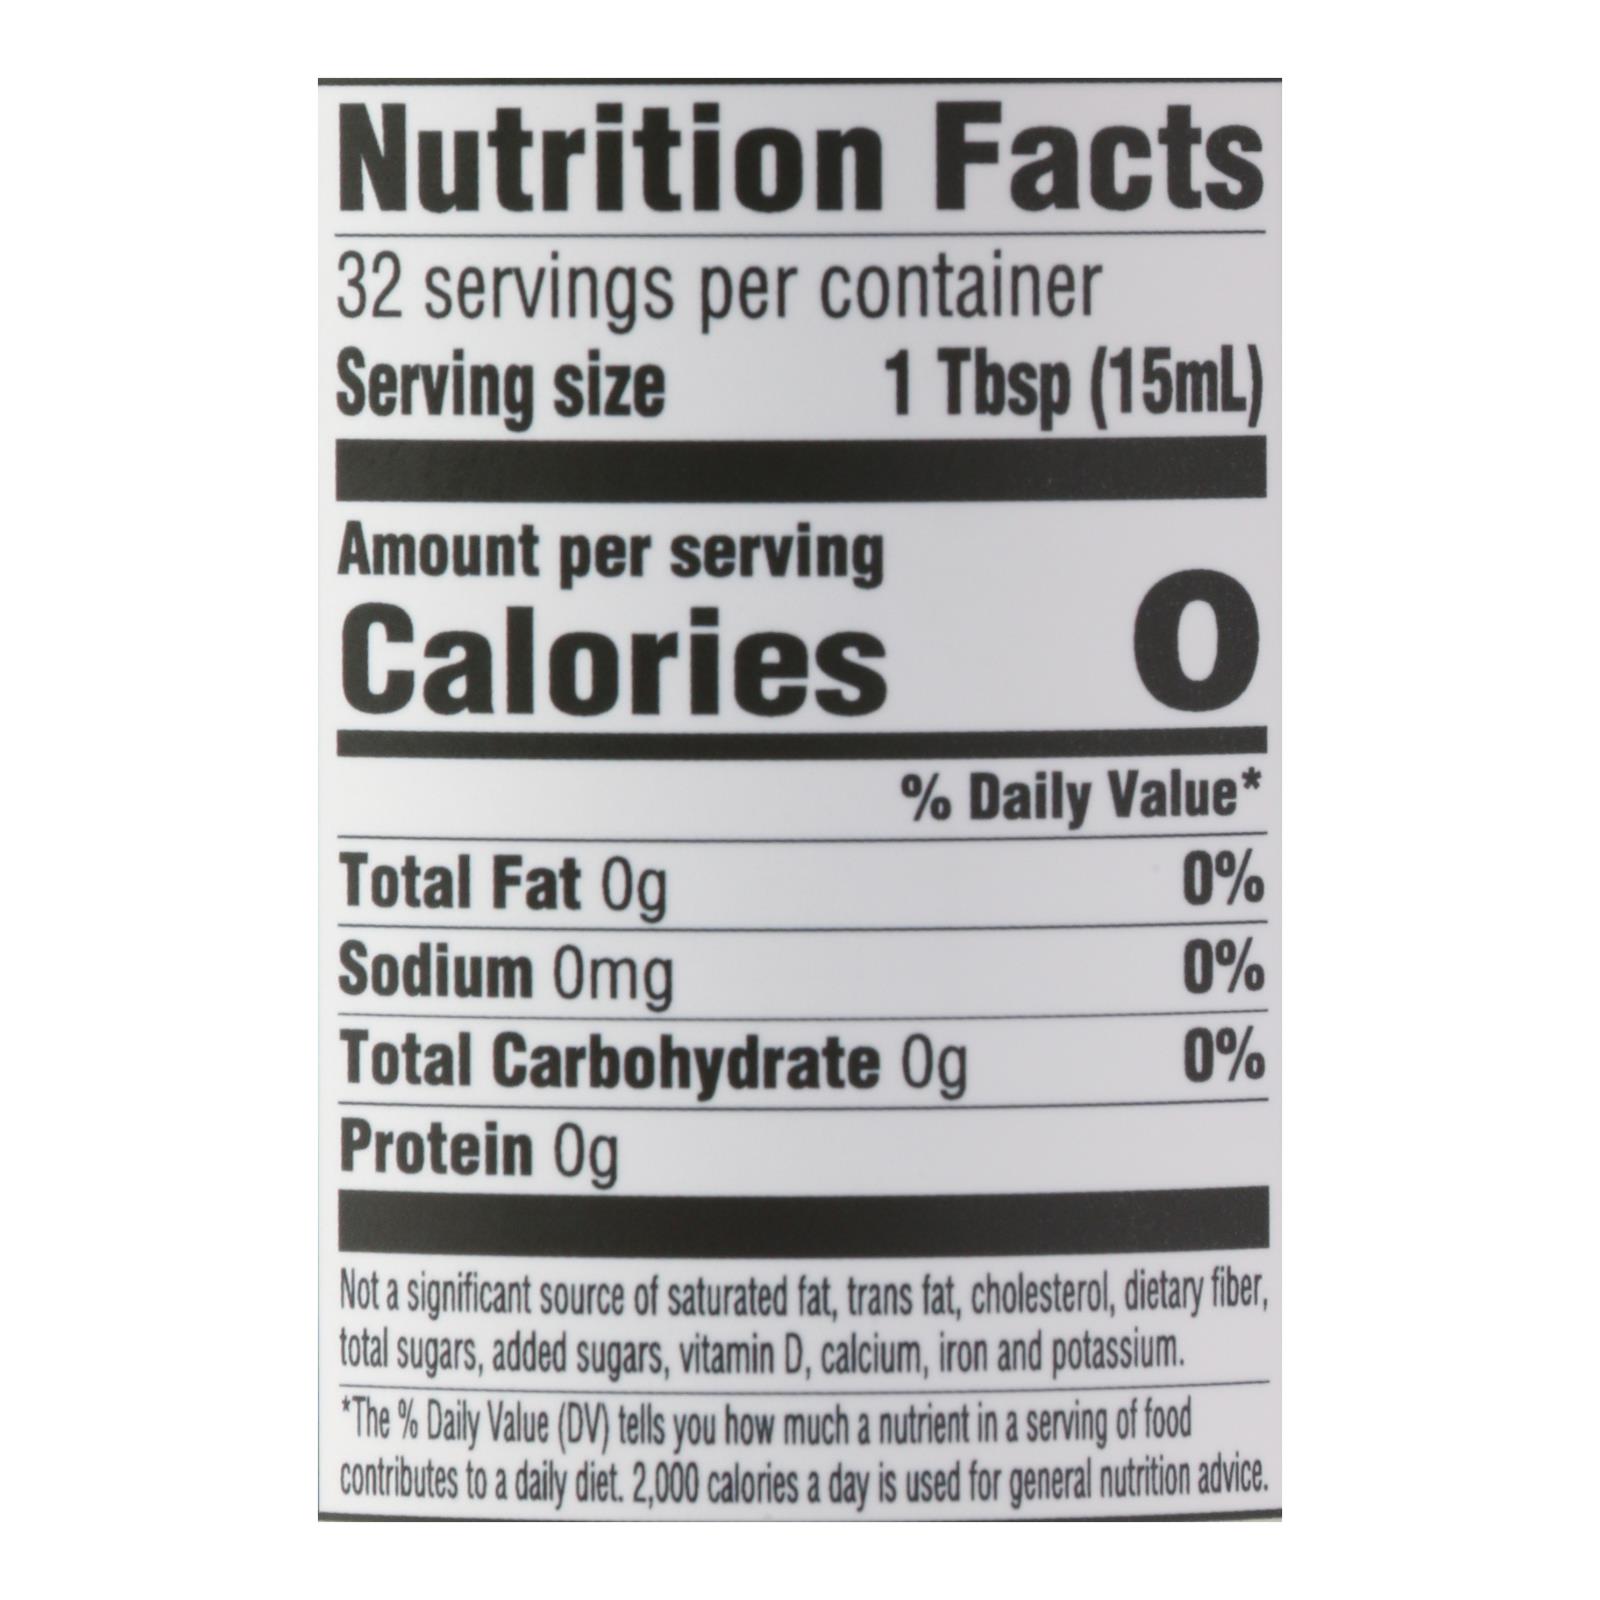 Nutrition Facts
32 servings per container
Serving size 1 Tbsp (15mL)
Amount per serving
Calories 0
% Daily Value*
Total Fat 0g 0%
Sodium 0mg 0%
Total Carbohydrate 0g 0%
Protein 0g
Not a significant source of saturated fat, trans fat, cholesterol, dietary fiber,
total sugars, added sugars, vitamin D, calcium, iron and potassium.
*The % Daily Value (DV) tells you how much a nutrient in a serving of food
contributes to a daily diet. 2,000 calories a day is used for general nutrition advice.